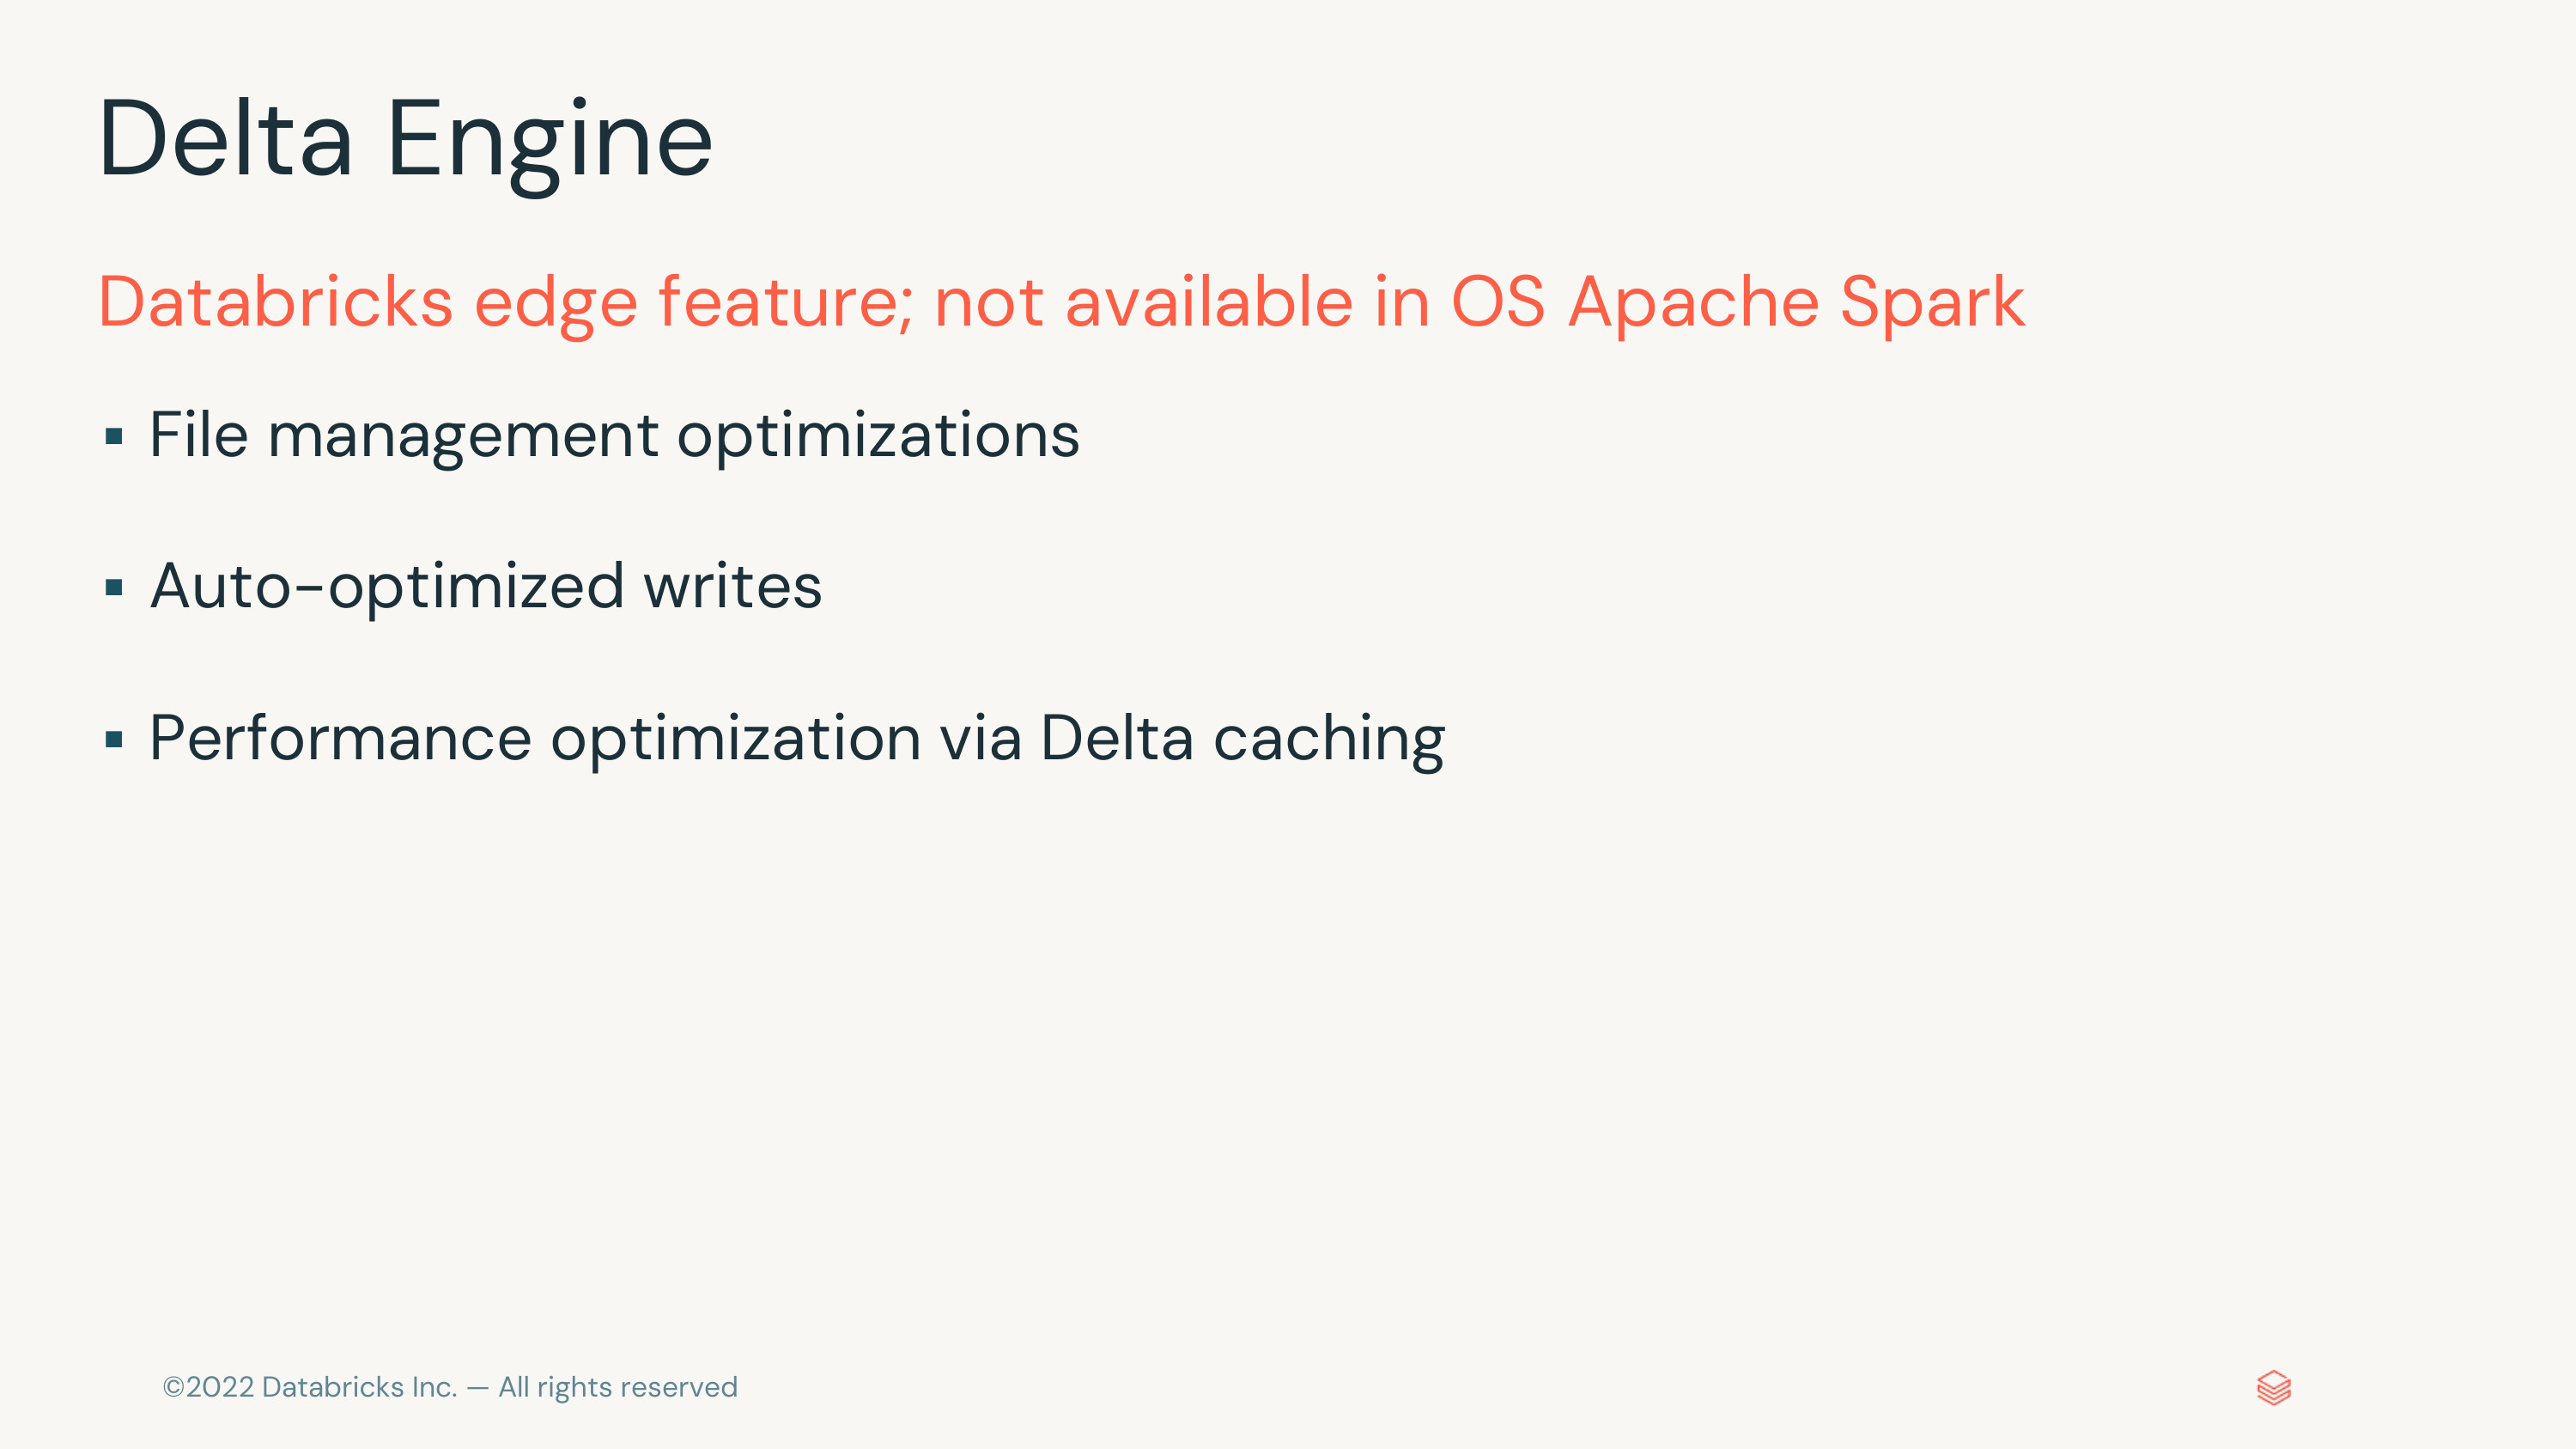 Delta Engine
Databricks edge feature; not available in OS Apache Spark
▪ File management optimizations
▪ Auto-optimized writes
▪ Performance optimization via Delta caching
©2022 Databricks Inc. — All rights reserved